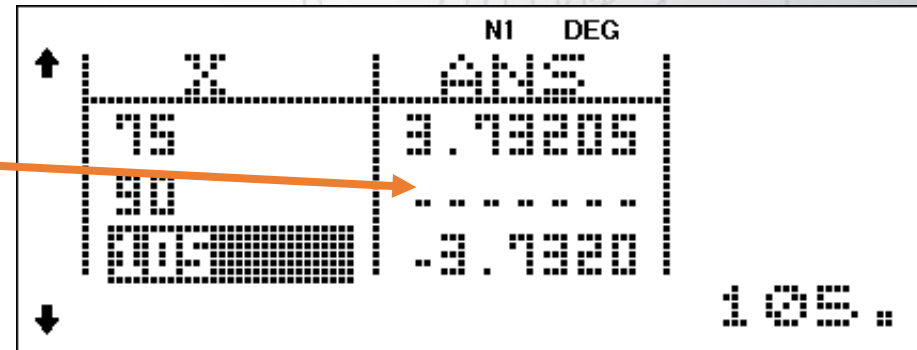 N1 DEG
X ANS
75 3.73205
90 -------
105 -3.7320
105.